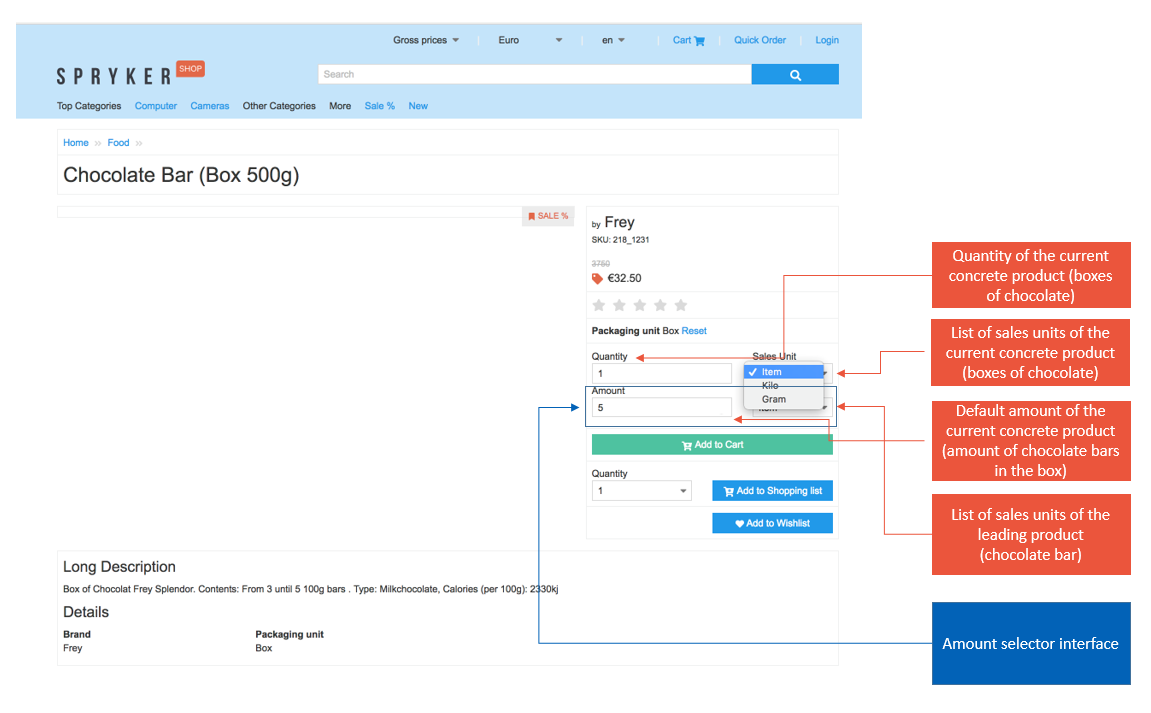 Gross prices
Euro
en
Cart
Quick Order
Login
SPRYKER SHOP
Search
Top Categories Computer Cameras Other Categories More Sale % New
Home » Food »
Chocolate Bar (Box 500g)
SALE %
by Frey
SKU: 218_1231
3750
€32.50
Packaging unit Box Reset
Quantity
Sales Unit
1
✓ Item
Kilo
Gram
Amount
5
Item
Add to Cart
Quantity
1
Add to Shopping list
Add to Wishlist
Long Description
Box of Chocolat Frey Splendor. Contents: From 3 until 5 100g bars . Type: Milkchocolate, Calories (per 100g): 2330kj
Details
Brand
Packaging unit
Frey
Box
Quantity of the current
concrete product (boxes
of chocolate)
List of sales units of the
current concrete product
(boxes of chocolate)
Default amount of the
current concrete product
(amount of chocolate bars
in the box)
List of sales units of the
leading product
(chocolate bar)
Amount selector interface